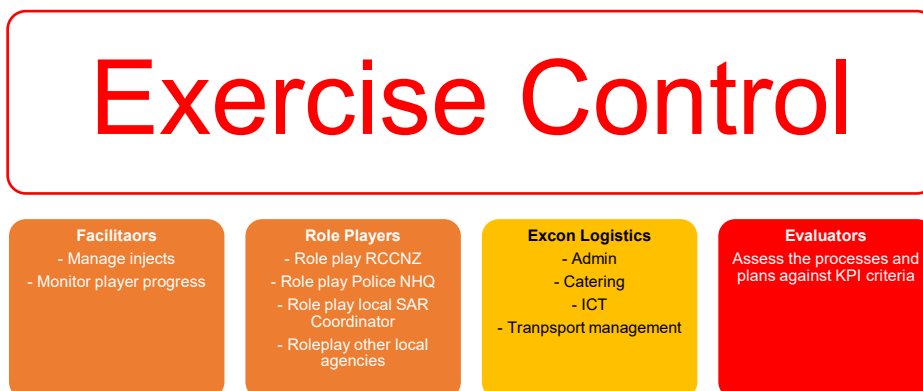 Exercise Control
Facilitaors
- Manage injects
- Monitor player progress
Role Players
- Role play RCCNZ
- Role play Police NHQ
- Role play local SAR
Coordinator
- Roleplay other local
agencies
Excon Logistics
- Admin
- Catering
- ICT
- Tranpsport management
Evaluators
Assess the processes and
plans against KPI criteria